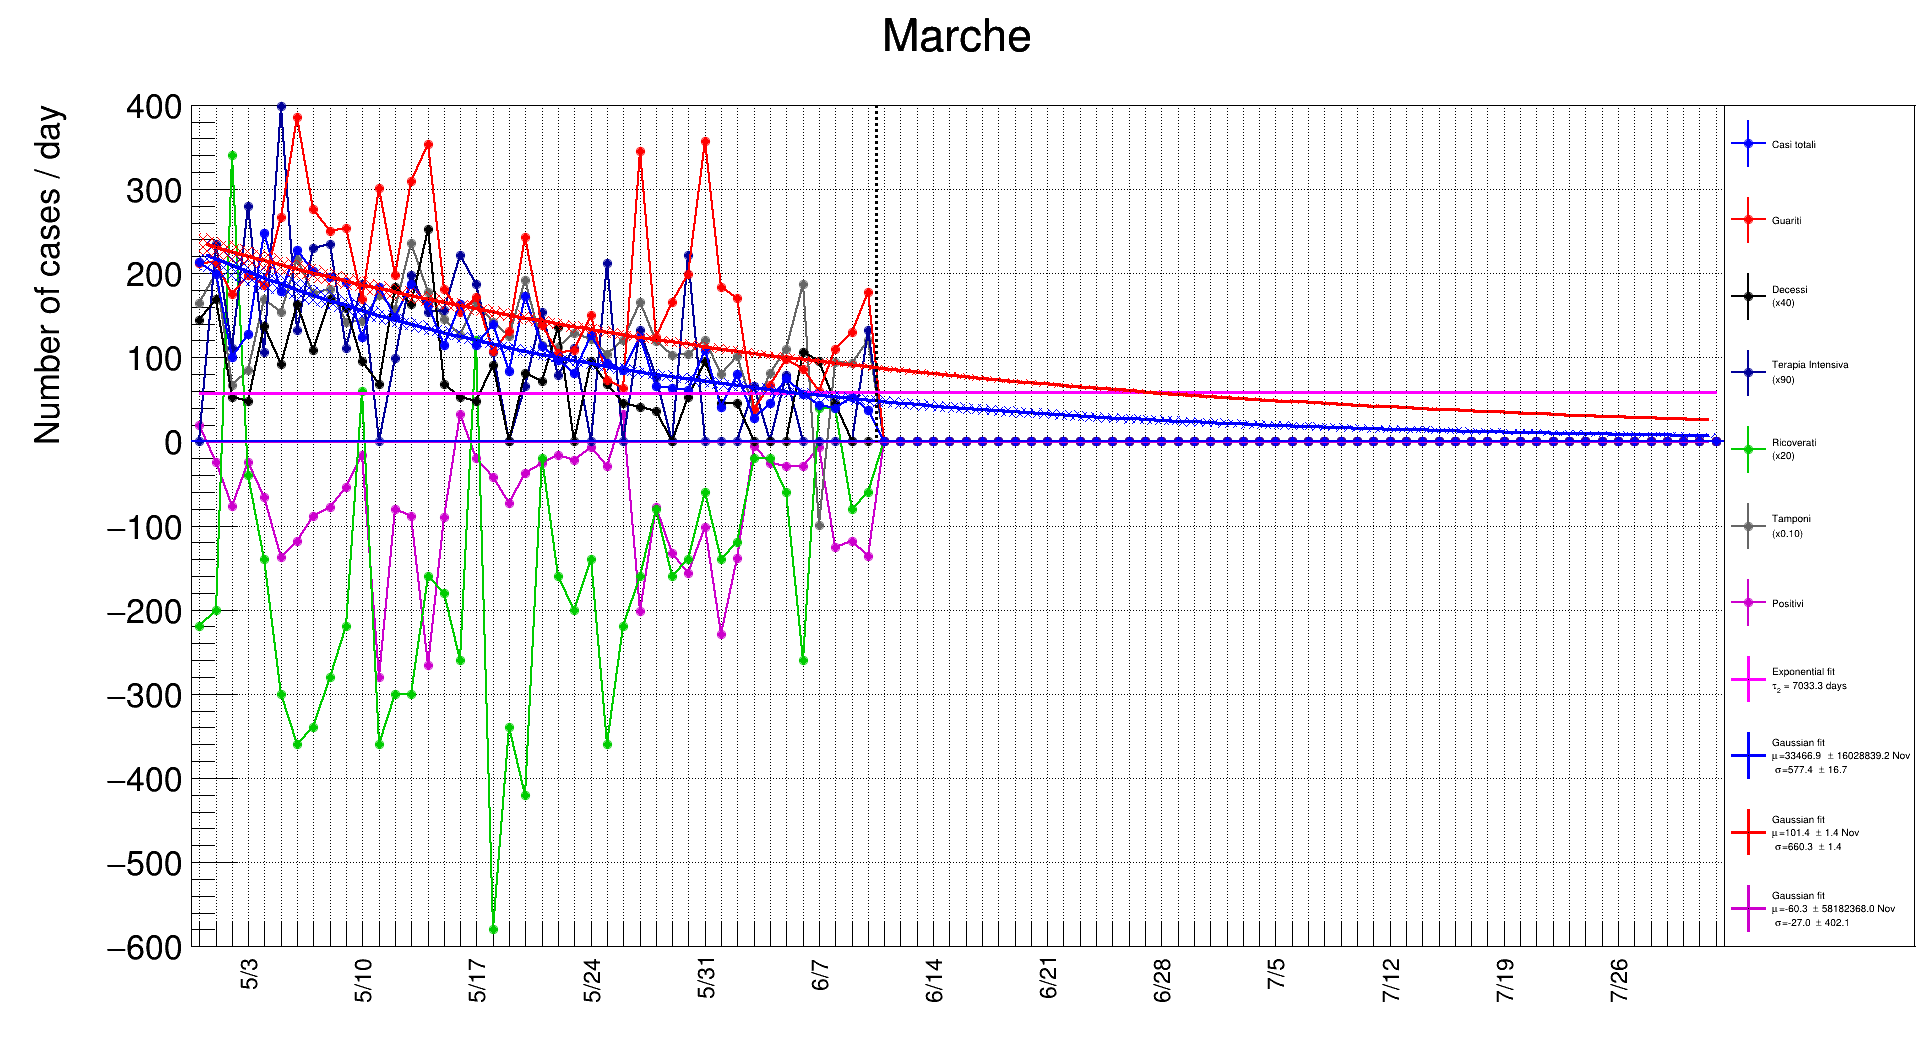 Marche
Number of cases / day
400
300
200
100
0
−100
−200
−300
−400
−500
−600
5/3
5/10
5/17
5/24
5/31
6/7
6/14
6/21
6/28
7/5
7/12
7/19
7/26
Casi totali
Guariti
Decessi
(x40)
Terapia Intensiva
(x90)
Ricoverati
(x20)
Tamponi
(x0.10)
Positivi
Exponential fit
τ₂ = 7033.3 days
Gaussian fit
μ=33466.9 ± 16028839.2 Nov
σ=577.4 ± 16.7
Gaussian fit
μ=101.4 ± 1.4 Nov
σ=660.3 ± 1.4
Gaussian fit
μ=-60.3 ± 58182368.0 Nov
σ=-27.0 ± 402.1